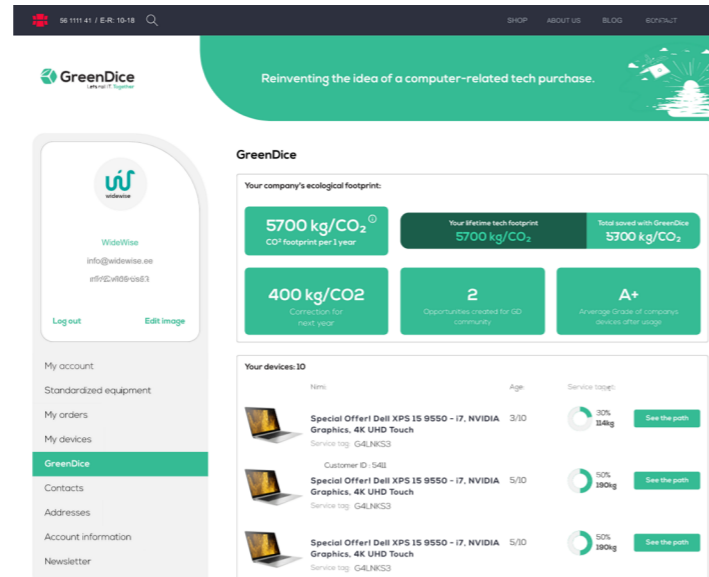 56 1111 41 / E-R: 10-18
SHOP ABOUT US BLOG
GreenDice
Together
Reinventing the idea of a computer-related tech purchase.
widewise
WideWise
info@widewise.ee
Log out Edit image
My account
Standardized equipment
My orders
My devices
GreenDice
Contacts
Addresses
Account information
Newsletter
GreenDice
Your company's ecological footprint:
5700 kg/CO₂
CO² footprint per 1 year
Your lifetime tech footprint
5700 kg/CO₂
Total saved with GreenDice
5700 kg/CO₂
400 kg/CO2
Correction for
next year
2
Opportunities created for GD
community
A+
Anverage Grade of companys
devices after usage
Your devices: 10
Nimi Age: Service
Special Offer! Dell XPS 15 9550 - i7, NVIDIA
Graphics, 4K UHD Touch
Service tag: G4LNKS3
3/10
30%
114kg
See the path
Customer ID : 5411
Special Offer! Dell XPS 15 9550 - i7, NVIDIA
Graphics, 4K UHD Touch
Service tag: G4LNKS3
5/10
50%
190kg
See the path
Special Offer! Dell XPS 15 9550 - i7, NVIDIA
Graphics, 4K UHD Touch
Service tag: G4LNKS3
5/10
50%
190kg
See the path